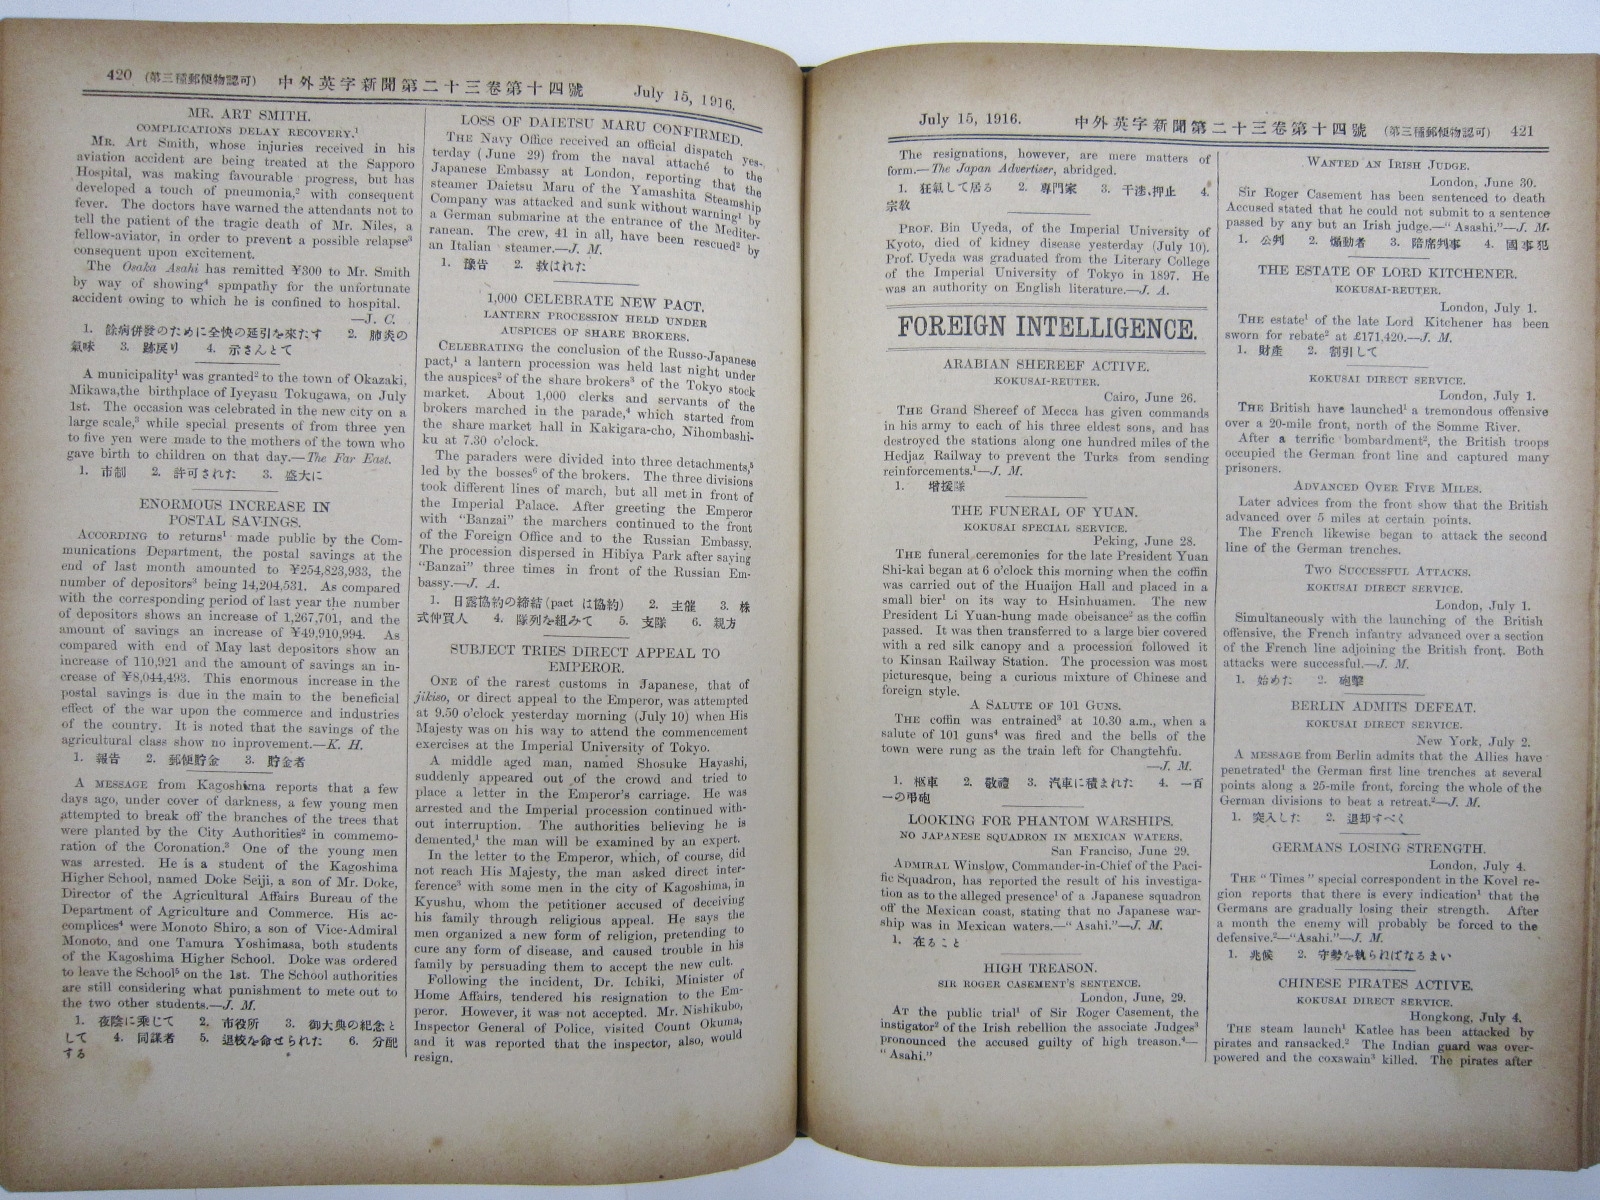 420 (第三種郵便物認可) 中外英字新聞第二十三卷第十四號 July 15, 1916.
MR. ART SMITH.
COMPLICATIONS DELAY RECOVERY.¹
MR. Art Smith, whose injuries received in his
aviation accident are being treated at the Sapporo
Hospital, was making favourable progress, but has
developed a touch of pneumonia,² with consequent
fever. The doctors have warned the attendants not to
tell the patient of the tragic death of Mr. Niles, a
fellow-aviator, in order to prevent a possible relapse³
consequent upon excitement.
The Osaka Asahi has remitted ¥300 to Mr. Smith
by way of showing⁴ spmpathy for the unfortunate
accident owing to which he is confined to hospital.
—J. C.
1. 餘病併發のために全快の延引を來たす 2. 肺炎の
氣味 3. 跡戾り 4. 示さんとて
A municipality¹ was granted² to the town of Okazaki,
Mikawa,the birthplace of Iyeyasu Tokugawa, on July
1st. The occasion was celebrated in the new city on a
large scale,³ while special presents of from three yen
to five yen were made to the mothers of the town who
gave birth to children on that day.—The Far East.
1. 市制 2. 許可された 3. 盛大に
ENORMOUS INCREASE IN
POSTAL SAVINGS.
ACCORDING to returns¹ made public by the Com-
munications Department, the postal savings at the
end of last month amounted to ¥254,823,933, the
number of depositors³ being 14,204,531. As compared
with the corresponding period of last year the number
of depositors shows an increase of 1,267,701, and the
amount of savings an increase of ¥49,910,994. As
compared with end of May last depositors show an
increase of 110,921 and the amount of savings an in-
crease of ¥8,044,493. This enormous increase in the
postal savings is due in the main to the beneficial
effect of the war upon the commerce and industries
of the country. It is noted that the savings of the
agricultural class show no inprovement.—K. H.
1. 報告 2. 郵便貯金 3. 貯金者
A MESSAGE from Kagoshima reports that a few
days ago, under cover of darkness, a few young men
attempted to break off the branches of the trees that
were planted by the City Authorities² in commemo-
ration of the Coronation.³ One of the young men
was arrested. He is a student of the Kagoshima
Higher School, named Doke Seiji, a son of Mr. Doke,
Director of the Agricultural Affairs Bureau of the
Department of Agriculture and Commerce. His ac-
complices⁴ were Monoto Shiro, a son of Vice-Admiral
Monoto, and one Tamura Yoshimasa, both students
of the Kagoshima Higher School. Doke was ordered
to leave the School⁵ on the 1st. The School authorities
are still considering what punishment to mete out to
the two other students.—J. M.
1. 夜陰に乘じて 2. 市役所 3. 御大典の紀念と
して 4. 同謀者 5. 退校を命せられた 6. 分配
する
LOSS OF DAIETSU MARU CONFIRMED.
THE Navy Office received an official dispatch yes-
terday (June 29) from the naval attaché to the
Japanese Embassy at London, reporting that the
steamer Daietsu Maru of the Yamashita Steamship
Company was attacked and sunk without warning¹ by
a German submarine at the entrance of the Mediter-
ranean. The crew, 41 in all, have been rescued² by
an Italian steamer.—J. M.
1. 豫告 2. 救はれた
1,000 CELEBRATE NEW PACT.
LANTERN PROCESSION HELD UNDER
AUSPICES OF SHARE BROKERS.
CELEBRATING the conclusion of the Russo-Japanese
pact,¹ a lantern procession was held last night under
the auspices² of the share brokers³ of the Tokyo stock
market. About 1,000 clerks and servants of the
brokers marched in the parade,⁴ which started from
the share market hall in Kakigara-cho, Nihombashi-
ku at 7.30 o'clock.
The paraders were divided into three detachments,⁵
led by the bosses⁶ of the brokers. The three divisions
took different lines of march, but all met in front of
the Imperial Palace. After greeting the Emperor
with "Banzai" the marchers continued to the front
of the Foreign Office and to the Russian Embassy.
The procession dispersed in Hibiya Park after saying
"Banzai" three times in front of the Russian Em-
bassy.—J. A.
1. 日露協約の締結(pact は協約) 2. 主催 3. 株
式仲買人 4. 隊列を組みて 5. 支隊 6. 親方
SUBJECT TRIES DIRECT APPEAL TO
EMPEROR.
ONE of the rarest customs in Japanese, that of
jikiso, or direct appeal to the Emperor, was attempted
at 9.50 o'clock yesterday morning (July 10) when His
Majesty was on his way to attend the commencement
exercises at the Imperial University of Tokyo.
A middle aged man, named Shosuke Hayashi,
suddenly appeared out of the crowd and tried to
place a letter in the Emperor's carriage. He was
arrested and the Imperial procession continued with-
out interruption. The authorities believing he is
demented,¹ the man will be examined by an expert.
In the letter to the Emperor, which, of course, did
not reach His Majesty, the man asked direct inter-
ference³ with some men in the city of Kagoshima, in
Kyushu, whom the petitioner accused of deceiving
his family through religious appeal. He says the
men organized a new form of religion, pretending to
cure any form of disease, and caused trouble in his
family by persuading them to accept the new cult.
Following the incident, Dr. Ichiki, Minister of
Home Affairs, tendered his resignation to the Em-
peror. However, it was not accepted. Mr. Nishikubo,
Inspector General of Police, visited Count Okuma,
and it was reported that the inspector, also, would
resign.
July 15, 1916. 中外英字新聞第二十三卷第十四號 (第三種郵便物認可) 421
The resignations, however, are mere matters of
form.—The Japan Advertiser, abridged.
1. 狂氣して居る 2. 專門家 3. 干渉、押止 4.
宗敎
PROF. Bin Uyeda, of the Imperial University of
Kyoto, died of kidney disease yesterday (July 10).
Prof. Uyeda was graduated from the Literary College
of the Imperial University of Tokyo in 1897. He
was an authority on English literature.—J. A.
FOREIGN INTELLIGENCE.
ARABIAN SHEREEF ACTIVE.
KOKUSAI-REUTER.
Cairo, June 26.
THE Grand Shereef of Mecca has given commands
in his army to each of his three eldest sons, and has
destroyed the stations along one hundred miles of the
Hedjaz Railway to prevent the Turks from sending
reinforcements.¹—J. M.
1. 增援隊
THE FUNERAL OF YUAN.
KOKUSAI SPECIAL SERVICE.
Peking, June 28.
THE funeral ceremonies for the late President Yuan
Shi-kai began at 6 o'clock this morning when the coffin
was carried out of the Huaijon Hall and placed in a
small bier¹ on its way to Hsinhuamen. The new
President Li Yuan-hung made obeisance² as the coffin
passed. It was then transferred to a large bier covered
with a red silk canopy and a procession followed it
to Kinsan Railway Station. The procession was most
picturesque, being a curious mixture of Chinese and
foreign style.
A SALUTE OF 101 GUNS.
THE coffin was entrained³ at 10.30 a.m., when a
salute of 101 guns⁴ was fired and the bells of the
town were rung as the train left for Changtehfu.
—J. M.
1. 柩車 2. 敬禮 3. 汽車に積まれた 4. 一百
一の弔砲
LOOKING FOR PHANTOM WARSHIPS.
NO JAPANESE SQUADRON IN MEXICAN WATERS.
San Franciso, June 29.
ADMIRAL Winslow, Commander-in-Chief of the Paci-
fic Squadron, has reported the result of his investiga-
tion as to the alleged presence¹ of a Japanese squadron
off the Mexican coast, stating that no Japanese war-
ship was in Mexican waters.—" Asahi."—J. M.
1. 在ること
HIGH TREASON.
SIR ROGER CASEMENT'S SENTENCE.
London, June, 29.
AT the public trial¹ of Sir Roger Casement, the
instigator² of the Irish rebellion the associate Judges³
pronounced the accused guilty of high treason.⁴—
" Asahi."
WANTED AN IRISH JUDGE.
London, June 30.
Sir Roger Casement has been sentenced to death
Accused stated that he could not submit to a sentence
passed by any but an Irish judge.—" Asashi."—J. M.
1. 公判 2. 煽動者 3. 陪席判事 4. 國事犯
THE ESTATE OF LORD KITCHENER.
KOKUSAI-REUTER.
London, July 1.
THE estate¹ of the late Lord Kitchener has been
sworn for rebate² at £171,420.—J. M.
1. 財產 2. 割引して
KOKUSAI DIRECT SERVICE.
London, July 1.
THE British have launched¹ a tremondous offensive
over a 20-mile front, north of the Somme River.
After a terrific bombardment², the British troops
occupied the German front line and captured many
prisoners.
ADVANCED OVER FIVE MILES.
Later advices from the front show that the British
advanced over 5 miles at certain points.
The French likewise began to attack the second
line of the German trenches.
TWO SUCCESSFUL ATTACKS.
KOKUSAI DIRECT SERVICE.
London, July 1.
Simultaneously with the launching of the British
offensive, the French infantry advanced over a section
of the French line adjoining the British front. Both
attacks were successful.—J. M.
1. 始めた 2. 砲擊
BERLIN ADMITS DEFEAT.
KOKUSAI DIRECT SERVICE.
New York, July 2.
A MESSAGE from Berlin admits that the Allies have
penetrated¹ the German first line trenches at several
points along a 25-mile front, forcing the whole of the
German divisions to beat a retreat.²—J. M.
1. 突入した 2. 退却すべく
GERMANS LOSING STRENGTH.
London, July 4.
THE " Times " special correspondent in the Kovel re-
gion reports that there is every indication¹ that the
Germans are gradually losing their strength. After
a month the enemy will probably be forced to the
defensive.²—"Asahi."—J. M.
1. 兆候 2. 守勢を執らねばなるまい
CHINESE PIRATES ACTIVE.
KOKUSAI DIRECT SERVICE.
Hongkong, July 4.
THE steam launch¹ Katlee has been attacked by
pirates and ransacked.² The Indian guard was over-
powered and the coxswain³ killed. The pirates after